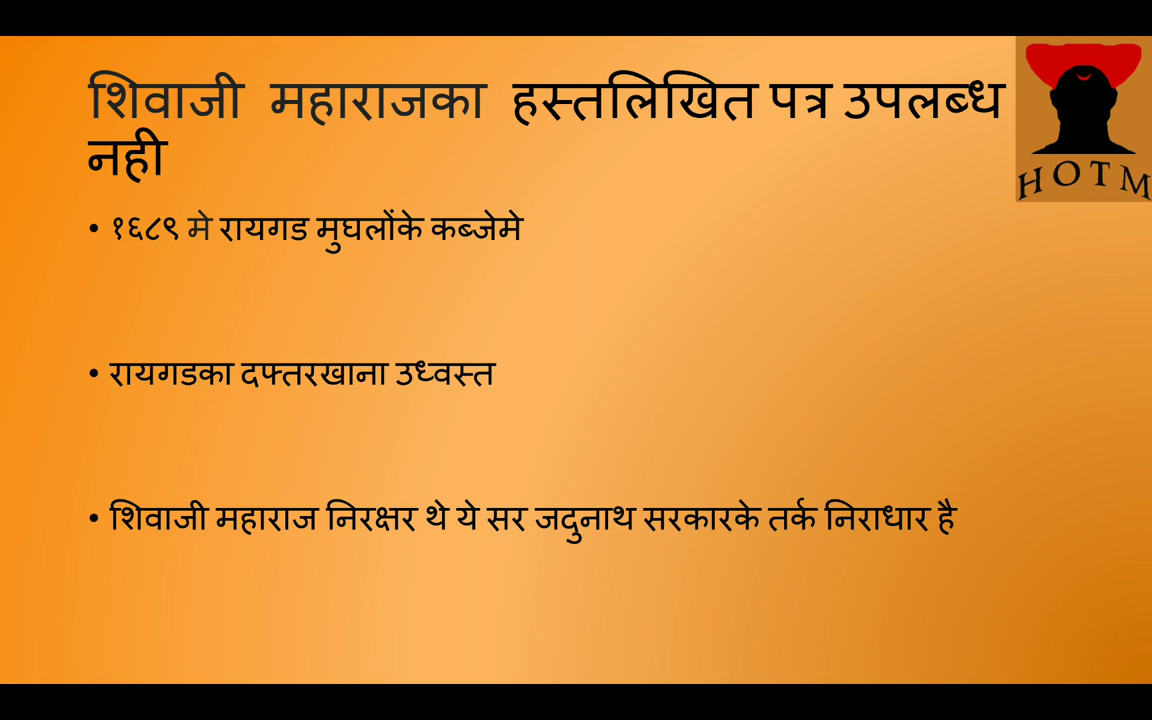 शिवाजी महाराजका हस्तलिखित पत्र उपलब्ध
नही
HOTM
• १६८९ मे रायगड मुघलोंके कब्जेमे
• रायगडका दफ्तरखाना उध्वस्त
• शिवाजी महाराज निरक्षर थे ये सर जदुनाथ सरकारके तर्क निराधार है